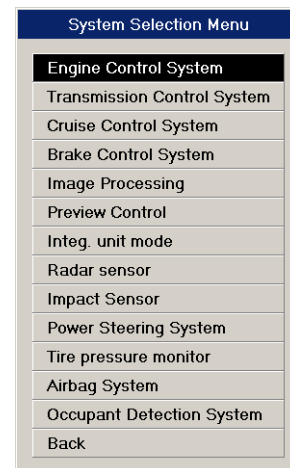 System Selection Menu
Engine Control System
Transmission Control System
Cruise Control System
Brake Control System
Image Processing
Preview Control
Integ. unit mode
Radar sensor
Impact Sensor
Power Steering System
Tire pressure monitor
Airbag System
Occupant Detection System
Back